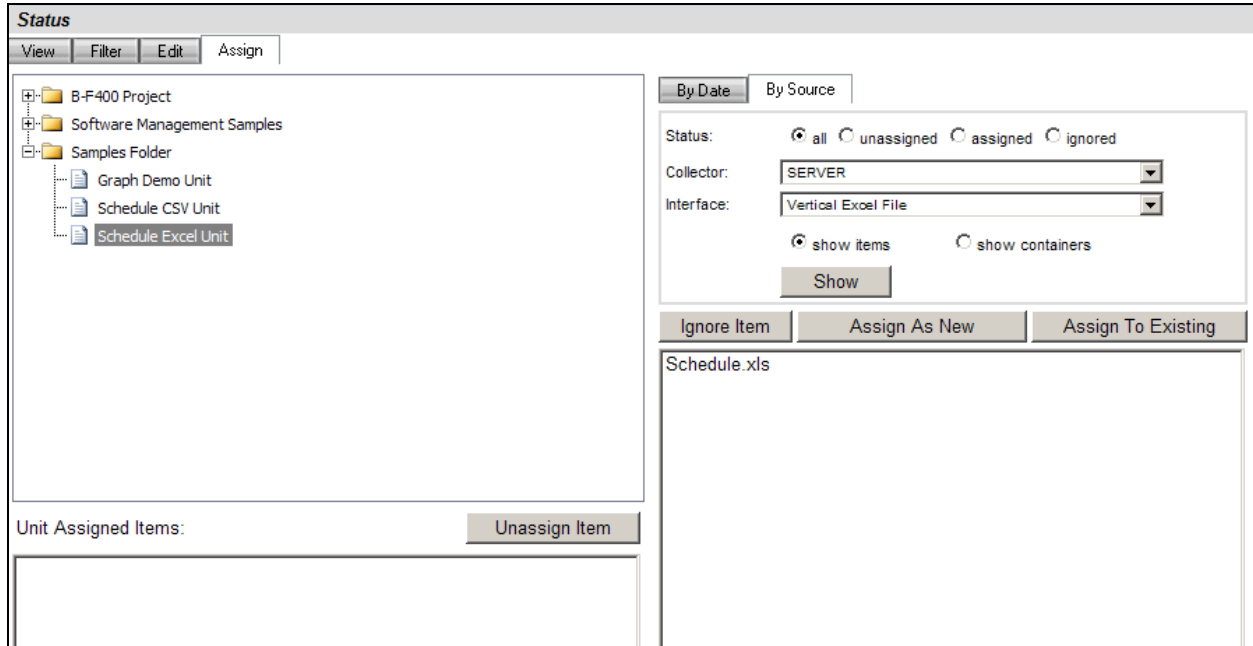 Status
View Filter Edit Assign
B-F400 Project
Software Management Samples
Samples Folder
Graph Demo Unit
Schedule CSV Unit
Schedule Excel Unit
Unit Assigned Items: Unassign Item
By Date By Source
Status: all unassigned assigned ignored
Collector: SERVER
Interface: Vertical Excel File
show items show containers
Show
Ignore Item Assign As New Assign To Existing
Schedule.xls